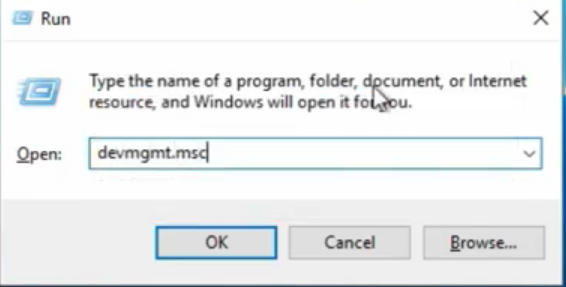 Run
Type the name of a program, folder, document, or Internet
resource, and Windows will open it for you.
Open: devmgmt.msc
OK Cancel Browse...